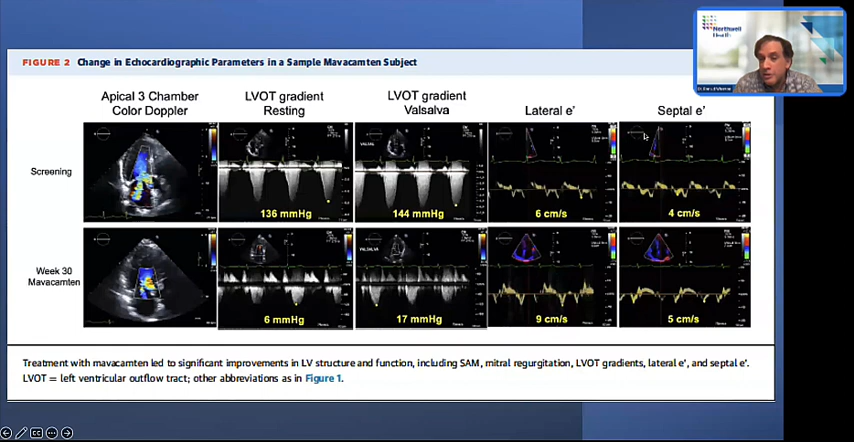 Northwell
Health
FIGURE 2 Change in Echocardiographic Parameters in a Sample Mavacamten Subject
Apical 3 Chamber
Color Doppler
LVOT gradient
Resting
LVOT gradient
Valsalva
Lateral e'
Septal e'
Screening
VALSALVA
136 mmHg
144 mmHg
6 cm/s
4 cm/s
Week 30
Mavacamten
VALSALVA
6 mmHg
17 mmHg
9 cm/s
5 cm/s
Treatment with mavacamten led to significant improvements in LV structure and function, including SAM, mitral regurgitation, LVOT gradients, lateral e', and septal e'.
LVOT = left ventricular outflow tract; other abbreviations as in Figure 1.
CC